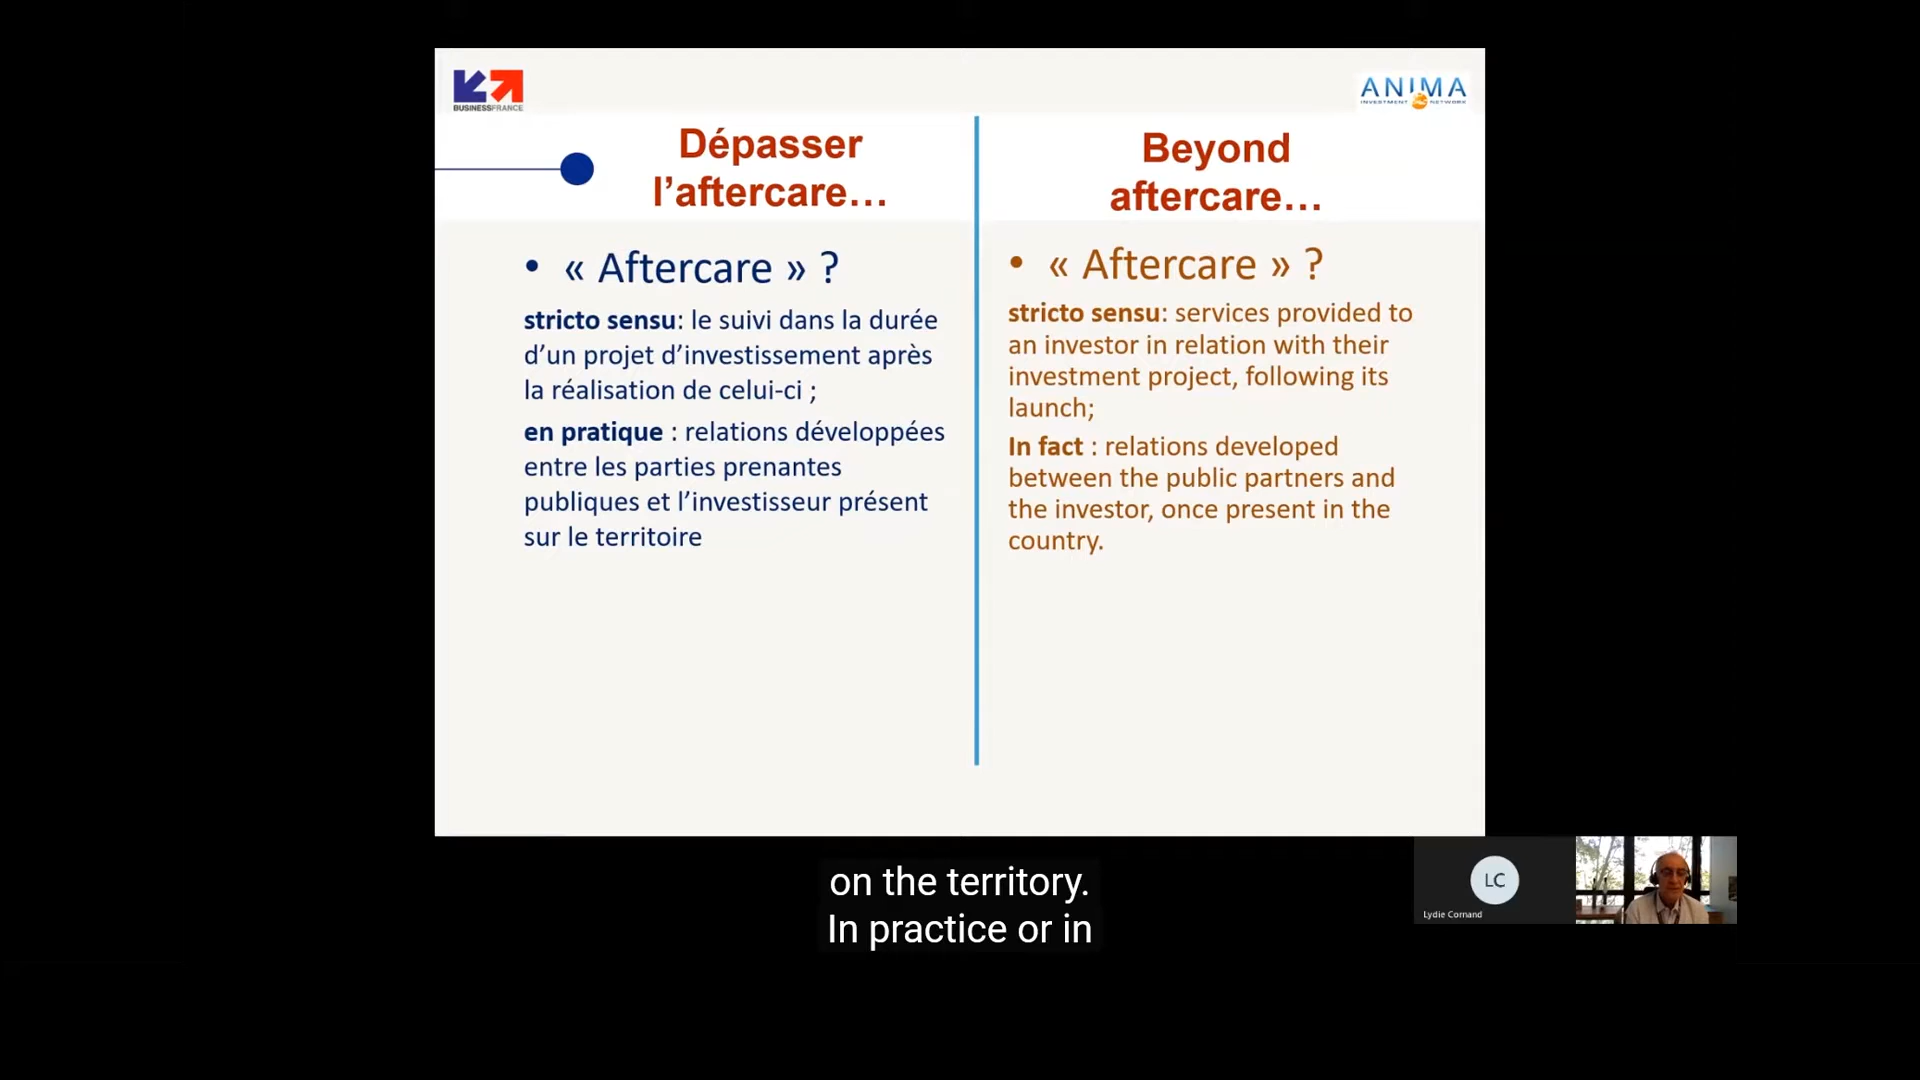 BUSINESSFRANCE
ANIMA
INVESTMENT NETWORK
Dépasser
l’aftercare…
• « Aftercare » ?
stricto sensu: le suivi dans la durée
d’un projet d’investissement après
la réalisation de celui-ci ;
en pratique : relations développées
entre les parties prenantes
publiques et l’investisseur présent
sur le territoire
Beyond
aftercare…
• « Aftercare » ?
stricto sensu: services provided to
an investor in relation with their
investment project, following its
launch;
In fact : relations developed
between the public partners and
the investor, once present in the
country.
LC
Lydie Cornand
on the territory.
In practice or in